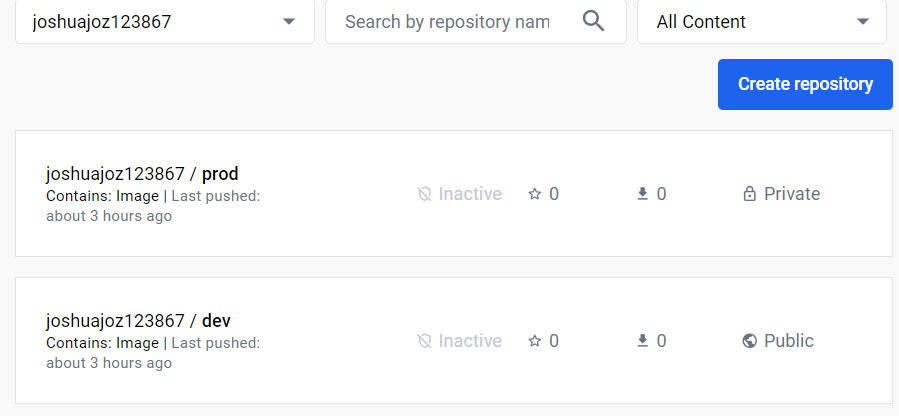 joshuajoz123867
Search by repository nam
All Content
Create repository
joshuajoz123867 / prod
Contains: Image | Last pushed:
about 3 hours ago
Inactive
0
0
Private
joshuajoz123867 / dev
Contains: Image | Last pushed:
about 3 hours ago
Inactive
0
0
Public